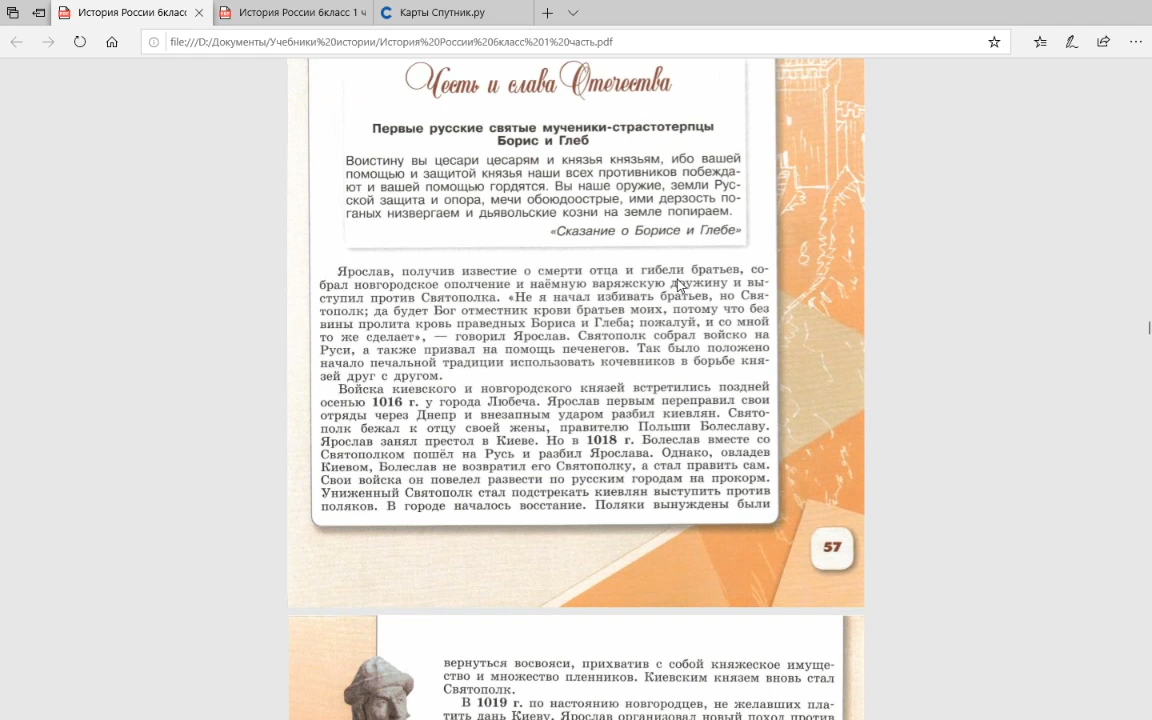 История России 6класс
История России 6класс 1 ч
Карты Спутник.ру
file:///D:/Документы/Учебники%20истории/История%20России%206класс%201%20часть.pdf
Честь и слава Отечества
Первые русские святые мученики-страстотерпцы
Борис и Глеб
Воистину вы цесари цесарям и князья князьям, ибо вашей
помощью и защитой князья наши всех противников побежда-
ют и вашей помощью гордятся. Вы наше оружие, земли Рус-
ской защита и опора, мечи обоюдоострые, ими дерзость по-
ганых низвергаем и дьявольские козни на земле попираем.
«Сказание о Борисе и Глебе»
Ярослав, получив известие о смерти отца и гибели братьев, со-
брал новгородское ополчение и наёмную варяжскую дружину и вы-
ступил против Святополка. «Не я начал избивать братьев, но Свя-
тополк; да будет Бог отместник крови братьев моих, потому что без
вины пролита кровь праведных Бориса и Глеба; пожалуй, и со мной
то же сделает», — говорил Ярослав. Святополк собрал войско на
Руси, а также призвал на помощь печенегов. Так было положено
начало печальной традиции использовать кочевников в борьбе кня-
зей друг с другом.
Войска киевского и новгородского князей встретились поздней
осенью 1016 г. у города Любеча. Ярослав первым переправил свои
отряды через Днепр и внезапным ударом разбил киевлян. Свято-
полк бежал к отцу своей жены, правителю Польши Болеславу.
Ярослав занял престол в Киеве. Но в 1018 г. Болеслав вместе со
Святополком пошёл на Русь и разбил Ярослава. Однако, овладев
Киевом, Болеслав не возвратил его Святополку, а стал править сам.
Свои войска он повелел развести по русским городам на прокорм.
Униженный Святополк стал подстрекать киевлян выступить против
поляков. В городе началось восстание. Поляки вынуждены были
57
вернуться восвояси, прихватив с собой княжеское имуще-
ство и множество пленников. Киевским князем вновь стал
Святополк.
В 1019 г. по настоянию новгородцев, не желавших пла-
тить дань Киеву, Ярослав организовал новый поход против